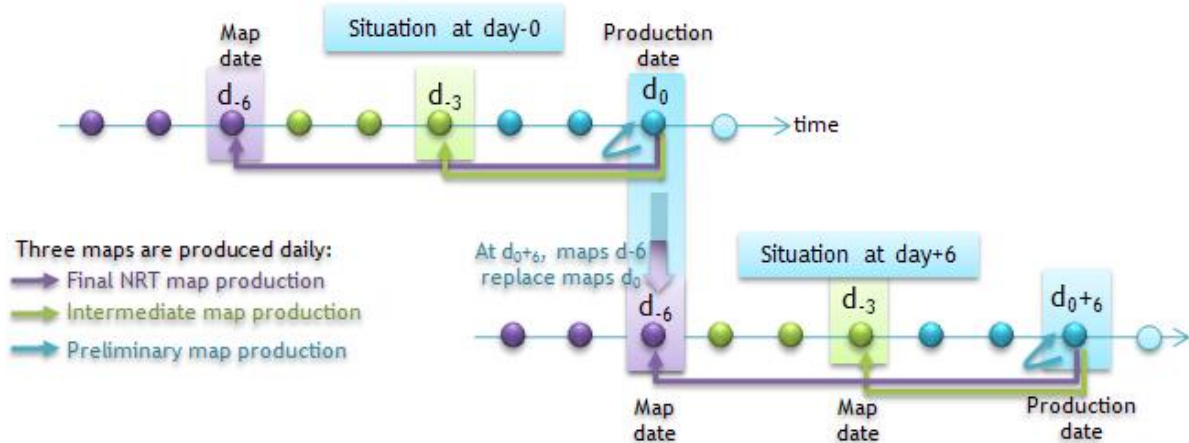 Map
date
Situation at day-0
Production
date
d-6
d-3
d0
time
Three maps are produced daily:
Final NRT map production
Intermediate map production
Preliminary map production
At d0+6, maps d-6
replace maps d0
Situation at day+6
d-6
d-3
d0+6
Map
date
Map
date
Production
date